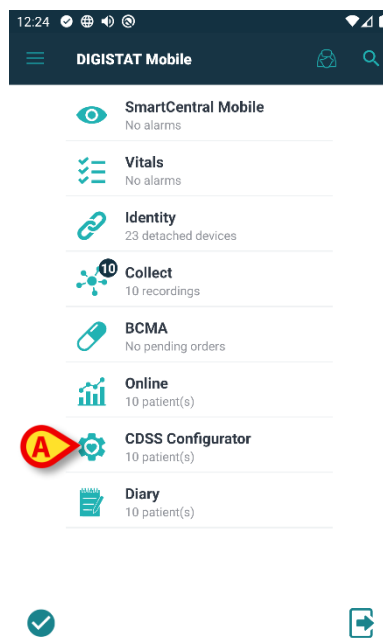 12:24
DIGISTAT Mobile
SmartCentral Mobile
No alarms
Vitals
No alarms
Identity
23 detached devices
10
Collect
10 recordings
BCMA
No pending orders
Online
10 patient(s)
A
CDSS Configurator
10 patient(s)
Diary
10 patient(s)